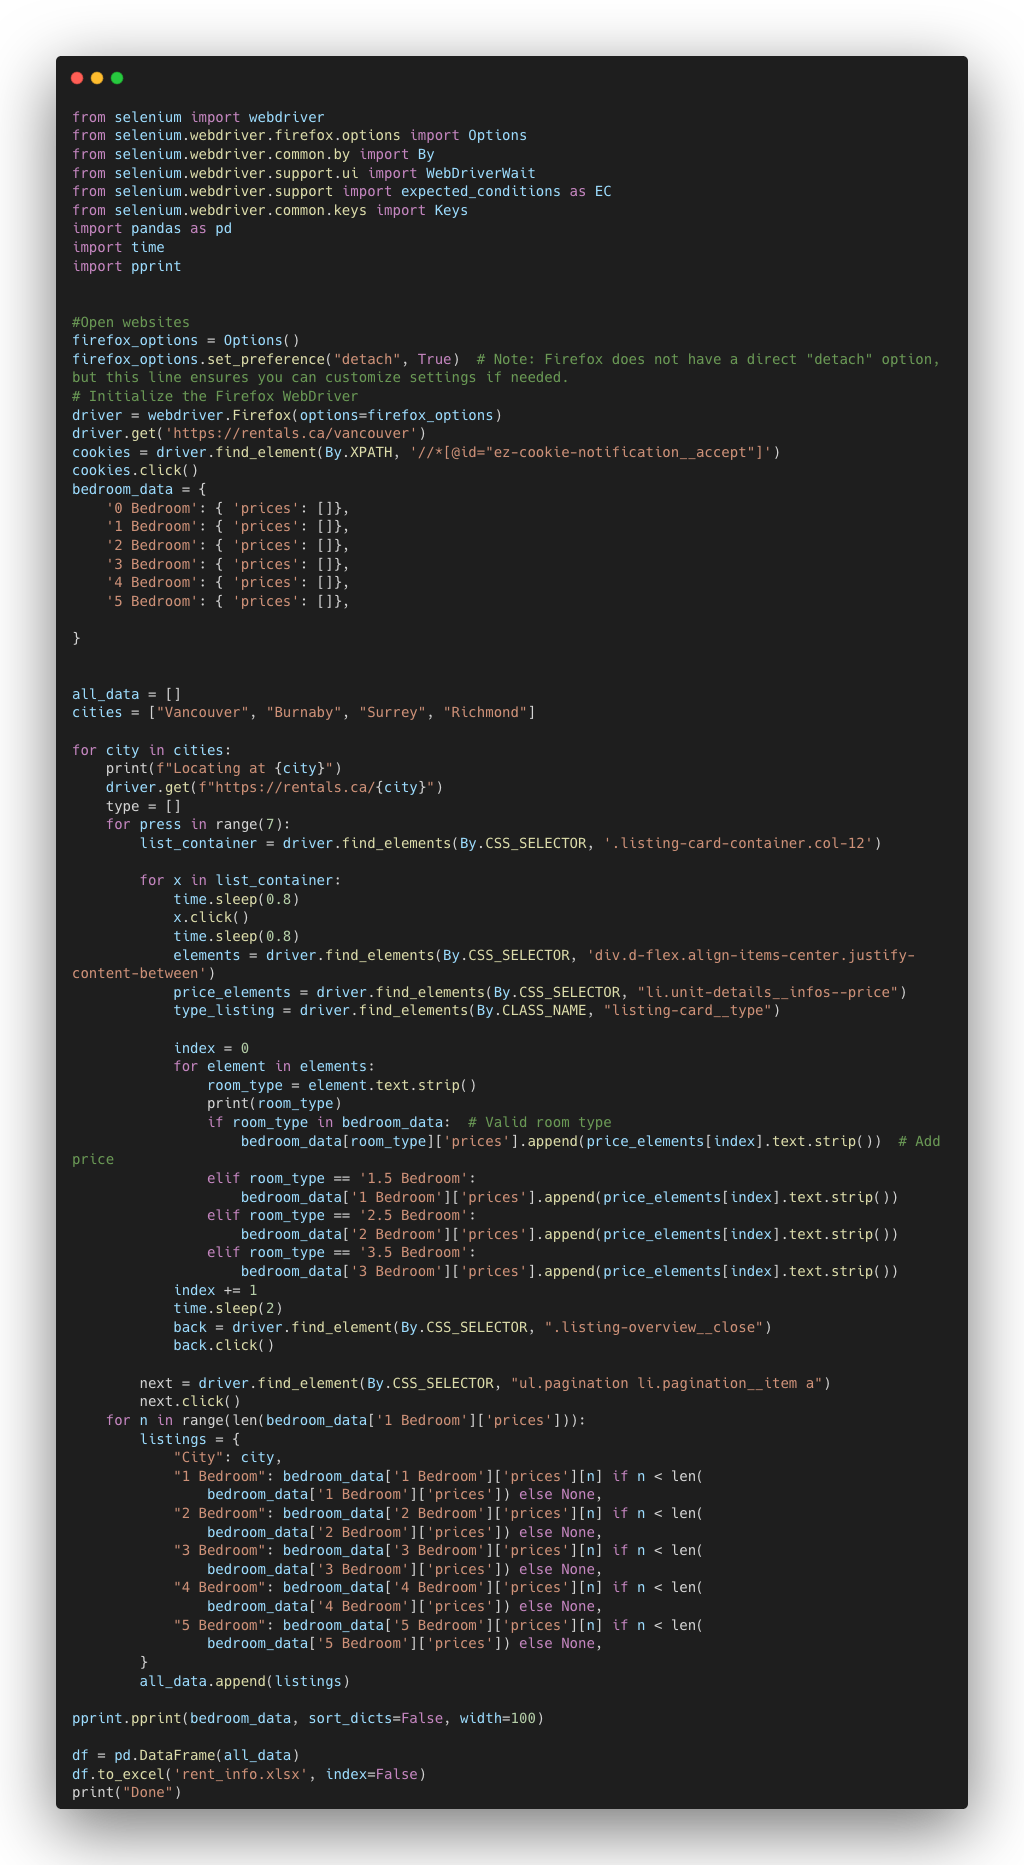 from selenium import webdriver
from selenium.webdriver.firefox.options import Options
from selenium.webdriver.common.by import By
from selenium.webdriver.support.ui import WebDriverWait
from selenium.webdriver.support import expected_conditions as EC
from selenium.webdriver.common.keys import Keys
import pandas as pd
import time
import pprint


#Open websites
firefox_options = Options()
firefox_options.set_preference("detach", True)  # Note: Firefox does not have a direct "detach" option,
but this line ensures you can customize settings if needed.
# Initialize the Firefox WebDriver
driver = webdriver.Firefox(options=firefox_options)
driver.get('https://rentals.ca/vancouver')
cookies = driver.find_element(By.XPATH, '//*[@id="ez-cookie-notification__accept"]')
cookies.click()
bedroom_data = {
    '0 Bedroom': { 'prices': []},
    '1 Bedroom': { 'prices': []},
    '2 Bedroom': { 'prices': []},
    '3 Bedroom': { 'prices': []},
    '4 Bedroom': { 'prices': []},
    '5 Bedroom': { 'prices': []},

}


all_data = []
cities = ["Vancouver", "Burnaby", "Surrey", "Richmond"]

for city in cities:
    print(f"Locating at {city}")
    driver.get(f"https://rentals.ca/{city}")
    type = []
    for press in range(7):
        list_container = driver.find_elements(By.CSS_SELECTOR, '.listing-card-container.col-12')

        for x in list_container:
            time.sleep(0.8)
            x.click()
            time.sleep(0.8)
            elements = driver.find_elements(By.CSS_SELECTOR, 'div.d-flex.align-items-center.justify-
content-between')
            price_elements = driver.find_elements(By.CSS_SELECTOR, "li.unit-details__infos--price")
            type_listing = driver.find_elements(By.CLASS_NAME, "listing-card__type")

            index = 0
            for element in elements:
                room_type = element.text.strip()
                print(room_type)
                if room_type in bedroom_data:  # Valid room type
                    bedroom_data[room_type]['prices'].append(price_elements[index].text.strip())  # Add
price
                elif room_type == '1.5 Bedroom':
                    bedroom_data['1 Bedroom']['prices'].append(price_elements[index].text.strip())
                elif room_type == '2.5 Bedroom':
                    bedroom_data['2 Bedroom']['prices'].append(price_elements[index].text.strip())
                elif room_type == '3.5 Bedroom':
                    bedroom_data['3 Bedroom']['prices'].append(price_elements[index].text.strip())
            index += 1
            time.sleep(2)
            back = driver.find_element(By.CSS_SELECTOR, ".listing-overview__close")
            back.click()

        next = driver.find_element(By.CSS_SELECTOR, "ul.pagination li.pagination__item a")
        next.click()
    for n in range(len(bedroom_data['1 Bedroom']['prices'])):
        listings = {
            "City": city,
            "1 Bedroom": bedroom_data['1 Bedroom']['prices'][n] if n < len(
                bedroom_data['1 Bedroom']['prices']) else None,
            "2 Bedroom": bedroom_data['2 Bedroom']['prices'][n] if n < len(
                bedroom_data['2 Bedroom']['prices']) else None,
            "3 Bedroom": bedroom_data['3 Bedroom']['prices'][n] if n < len(
                bedroom_data['3 Bedroom']['prices']) else None,
            "4 Bedroom": bedroom_data['4 Bedroom']['prices'][n] if n < len(
                bedroom_data['4 Bedroom']['prices']) else None,
            "5 Bedroom": bedroom_data['5 Bedroom']['prices'][n] if n < len(
                bedroom_data['5 Bedroom']['prices']) else None,
        }
        all_data.append(listings)

pprint.pprint(bedroom_data, sort_dicts=False, width=100)

df = pd.DataFrame(all_data)
df.to_excel('rent_info.xlsx', index=False)
print("Done")